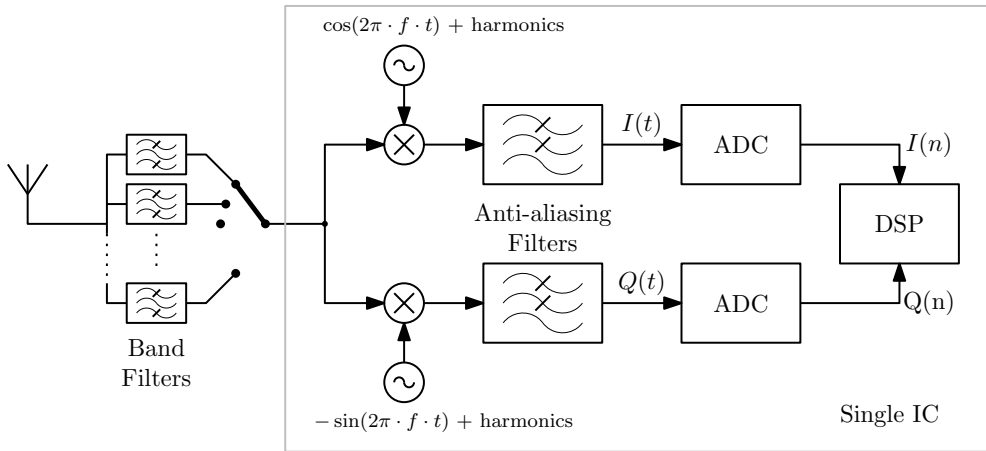 cos(2π · f · t) + harmonics
I(t)
ADC
I(n)
Anti-aliasing
Filters
DSP
Q(t)
ADC
Q(n)
Band
Filters
− sin(2π · f · t) + harmonics
Single IC